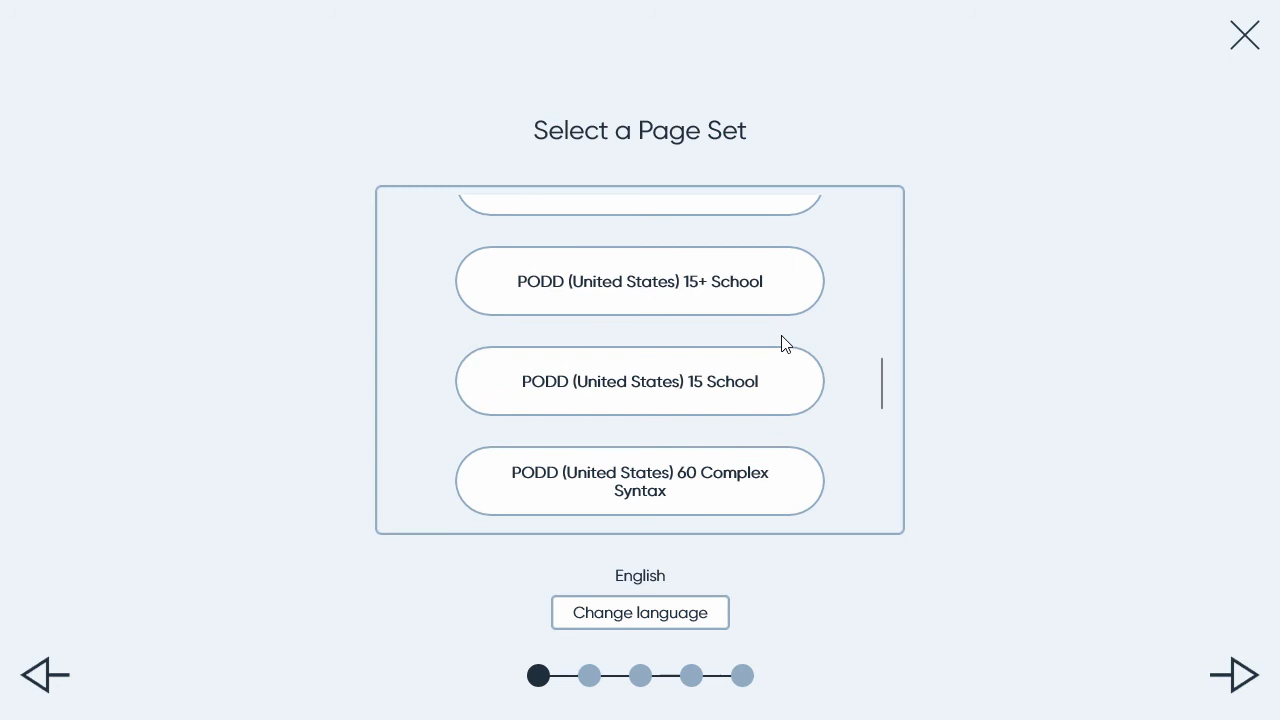 Select a Page Set
PODD (United States) 15+ School
PODD (United States) 15 School
PODD (United States) 60 Complex
Syntax
English
Change language